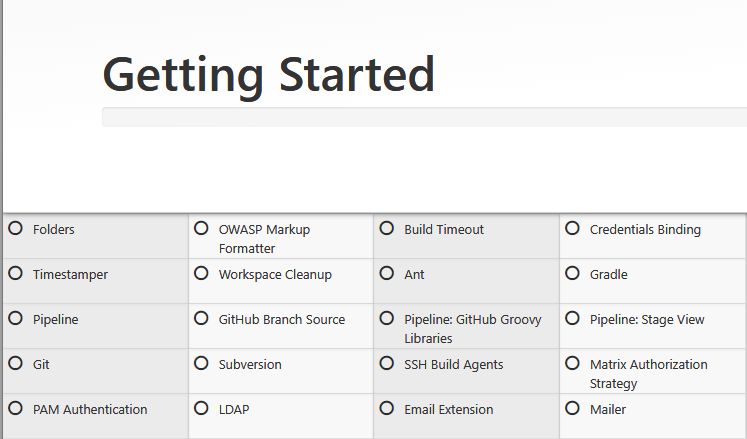 Getting Started
Folders
OWASP Markup
Formatter
Build Timeout
Credentials Binding
Timestamper
Workspace Cleanup
Ant
Gradle
Pipeline
GitHub Branch Source
Pipeline: GitHub Groovy
Libraries
Pipeline: Stage View
Git
Subversion
SSH Build Agents
Matrix Authorization
Strategy
PAM Authentication
LDAP
Email Extension
Mailer